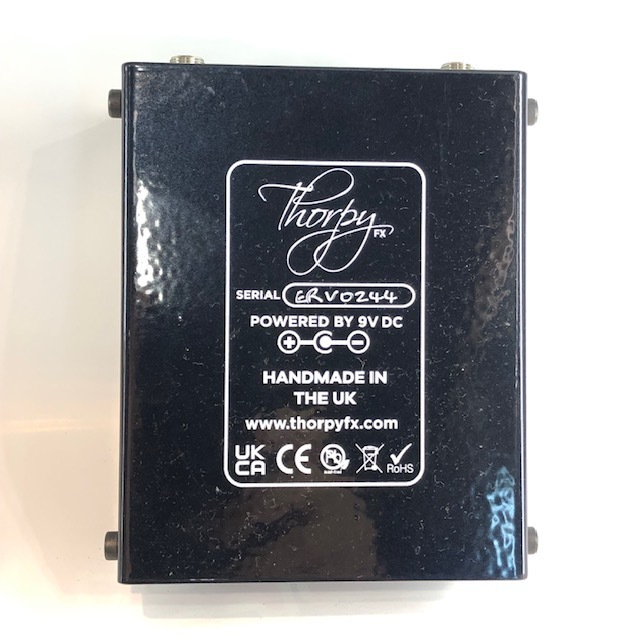 Thorpy FX
SERIAL ERV0244
POWERED BY 9V DC
+ −
HANDMADE IN
THE UK
www.thorpyfx.com
UK CA CE Pb RoHS